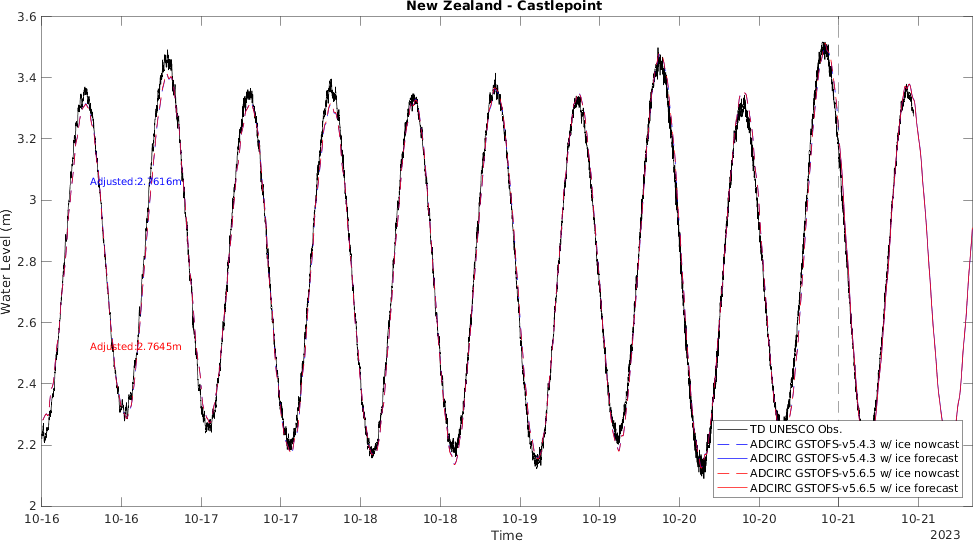 New Zealand - Castlepoint
Water Level (m)
3.6
3.4
3.2
3
2.8
2.6
2.4
2.2
2
Adjusted:2.7616m
Adjusted:2.7645m
TD UNESCO Obs.
ADCIRC GSTOFS-v5.4.3 w/ ice nowcast
ADCIRC GSTOFS-v5.4.3 w/ ice forecast
ADCIRC GSTOFS-v5.6.5 w/ ice nowcast
ADCIRC GSTOFS-v5.6.5 w/ ice forecast
10-16 10-16 10-17 10-17 10-18 10-18 10-19 10-19 10-20 10-20 10-21 10-21
Time
2023